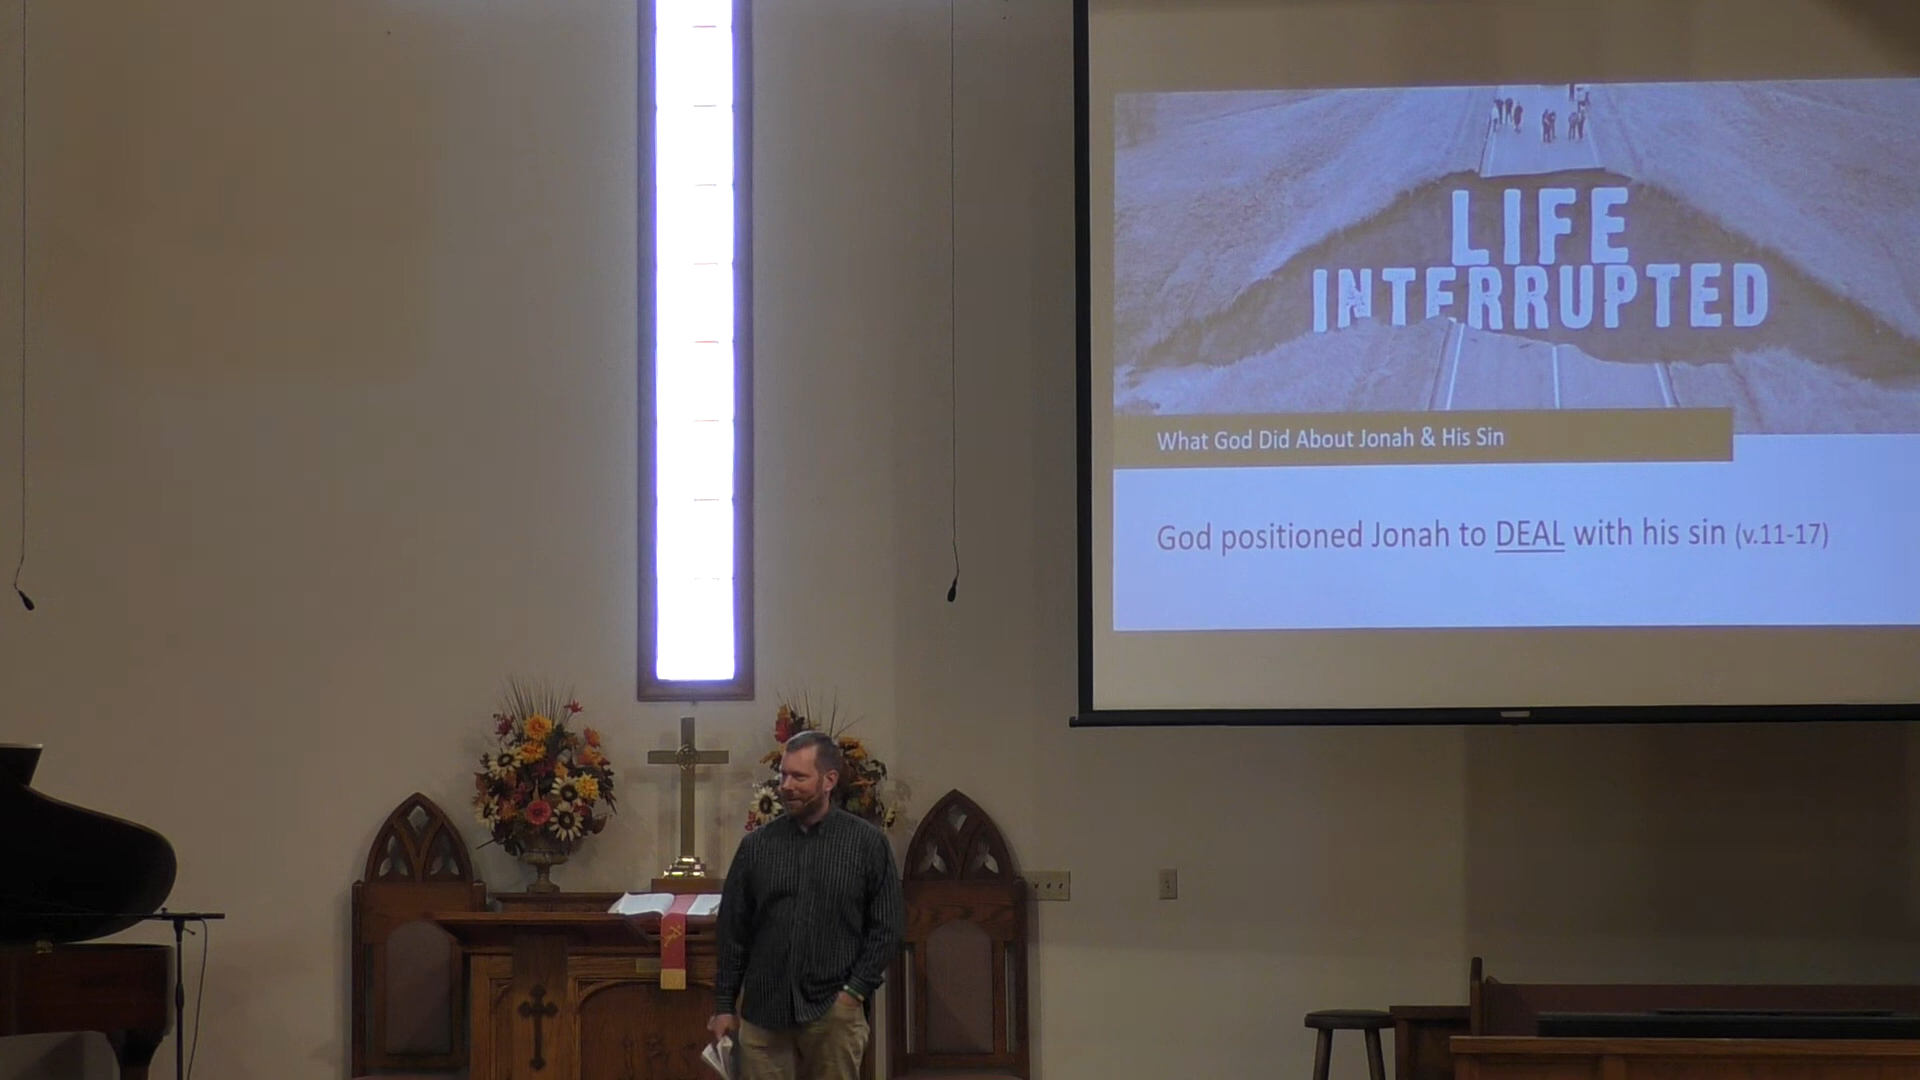 LIFE
INTERRUPTED
What God Did About Jonah & His Sin
God positioned Jonah to DEAL with his sin (v.11-17)